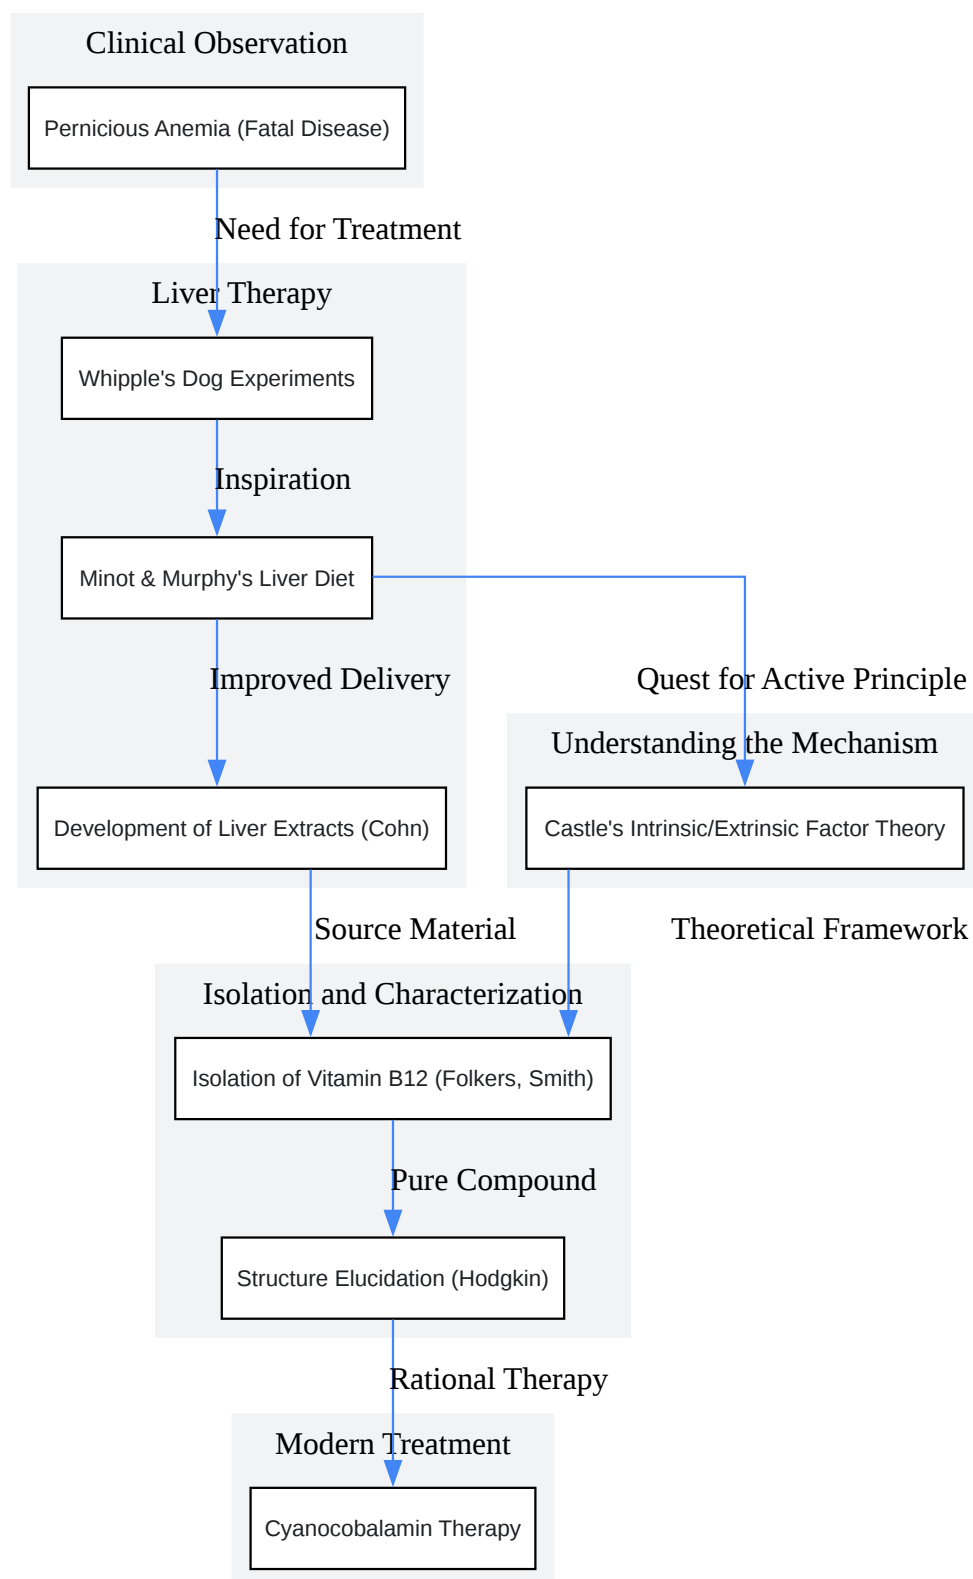 Clinical Observation
Pernicious Anemia (Fatal Disease)
Need for Treatment
Liver Therapy
Whipple's Dog Experiments
Inspiration
Minot & Murphy's Liver Diet
Improved Delivery
Quest for Active Principle
Understanding the Mechanism
Development of Liver Extracts (Cohn)
Castle's Intrinsic/Extrinsic Factor Theory
Source Material
Theoretical Framework
Isolation and Characterization
Isolation of Vitamin B12 (Folkers, Smith)
Pure Compound
Structure Elucidation (Hodgkin)
Rational Therapy
Modern Treatment
Cyanocobalamin Therapy